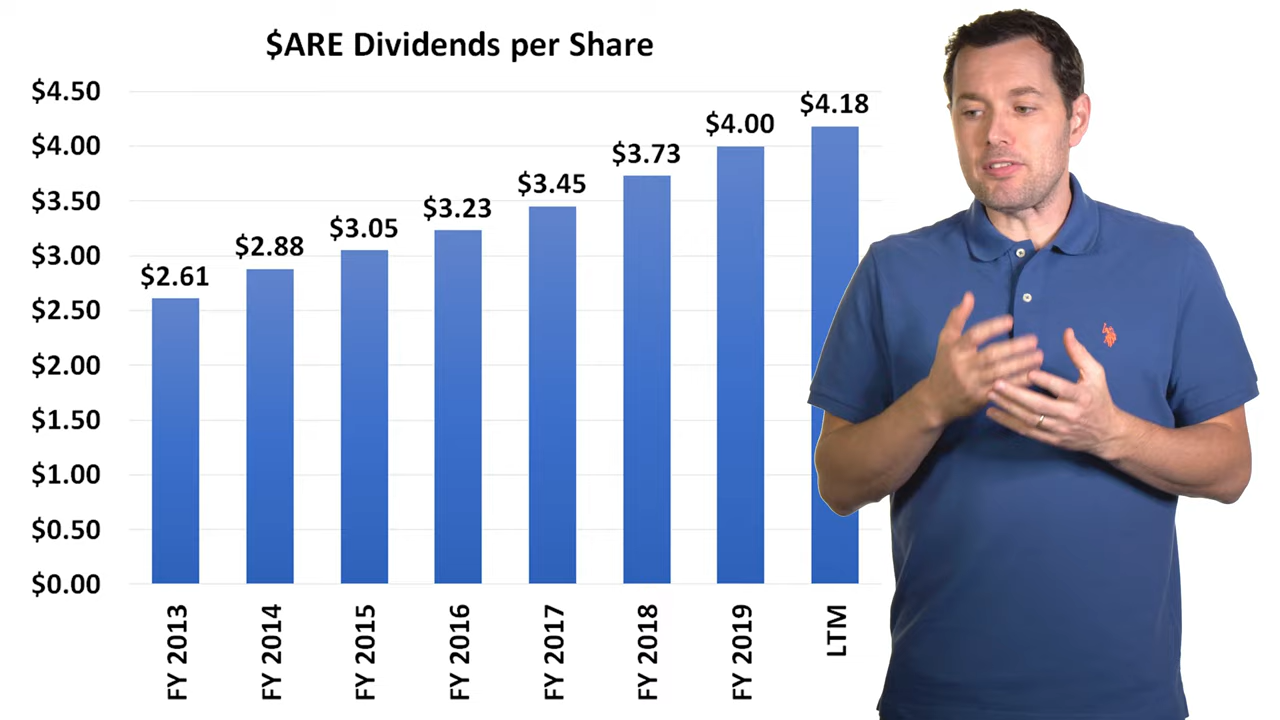 $ARE Dividends per Share
$4.50
$4.00
$3.50
$3.00
$2.50
$2.00
$1.50
$1.00
$0.50
$0.00
$2.61
$2.88
$3.05
$3.23
$3.45
$3.73
$4.00
$4.18
FY 2013
FY 2014
FY 2015
FY 2016
FY 2017
FY 2018
FY 2019
LTM